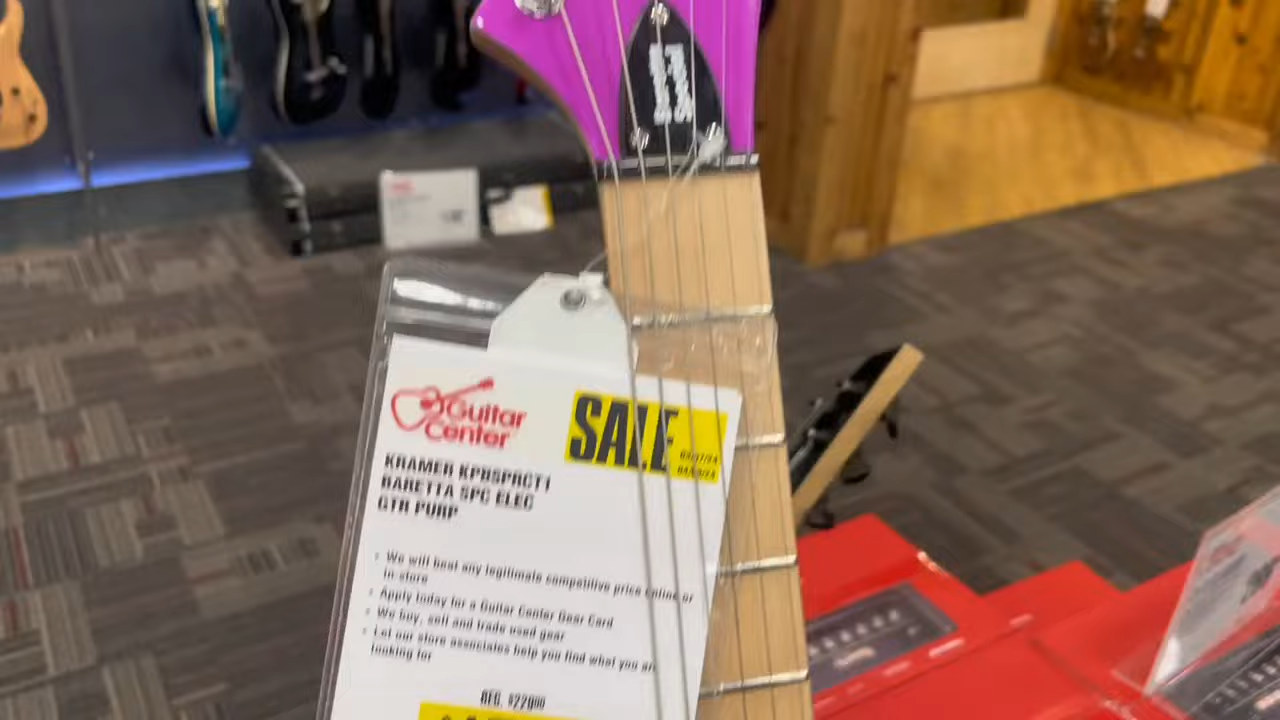 Guitar
Center
SALE
KRAMER KPBSPRCT1
BARETTA SPC ELEC
GTR PURP
• We will beat any legitimate competitive price online or
in-store
• Apply today for a Guitar Center Gear Card
• We buy, sell and trade used gear
• Let our store associates help you find what you are
looking for
REG. $229⁰⁰